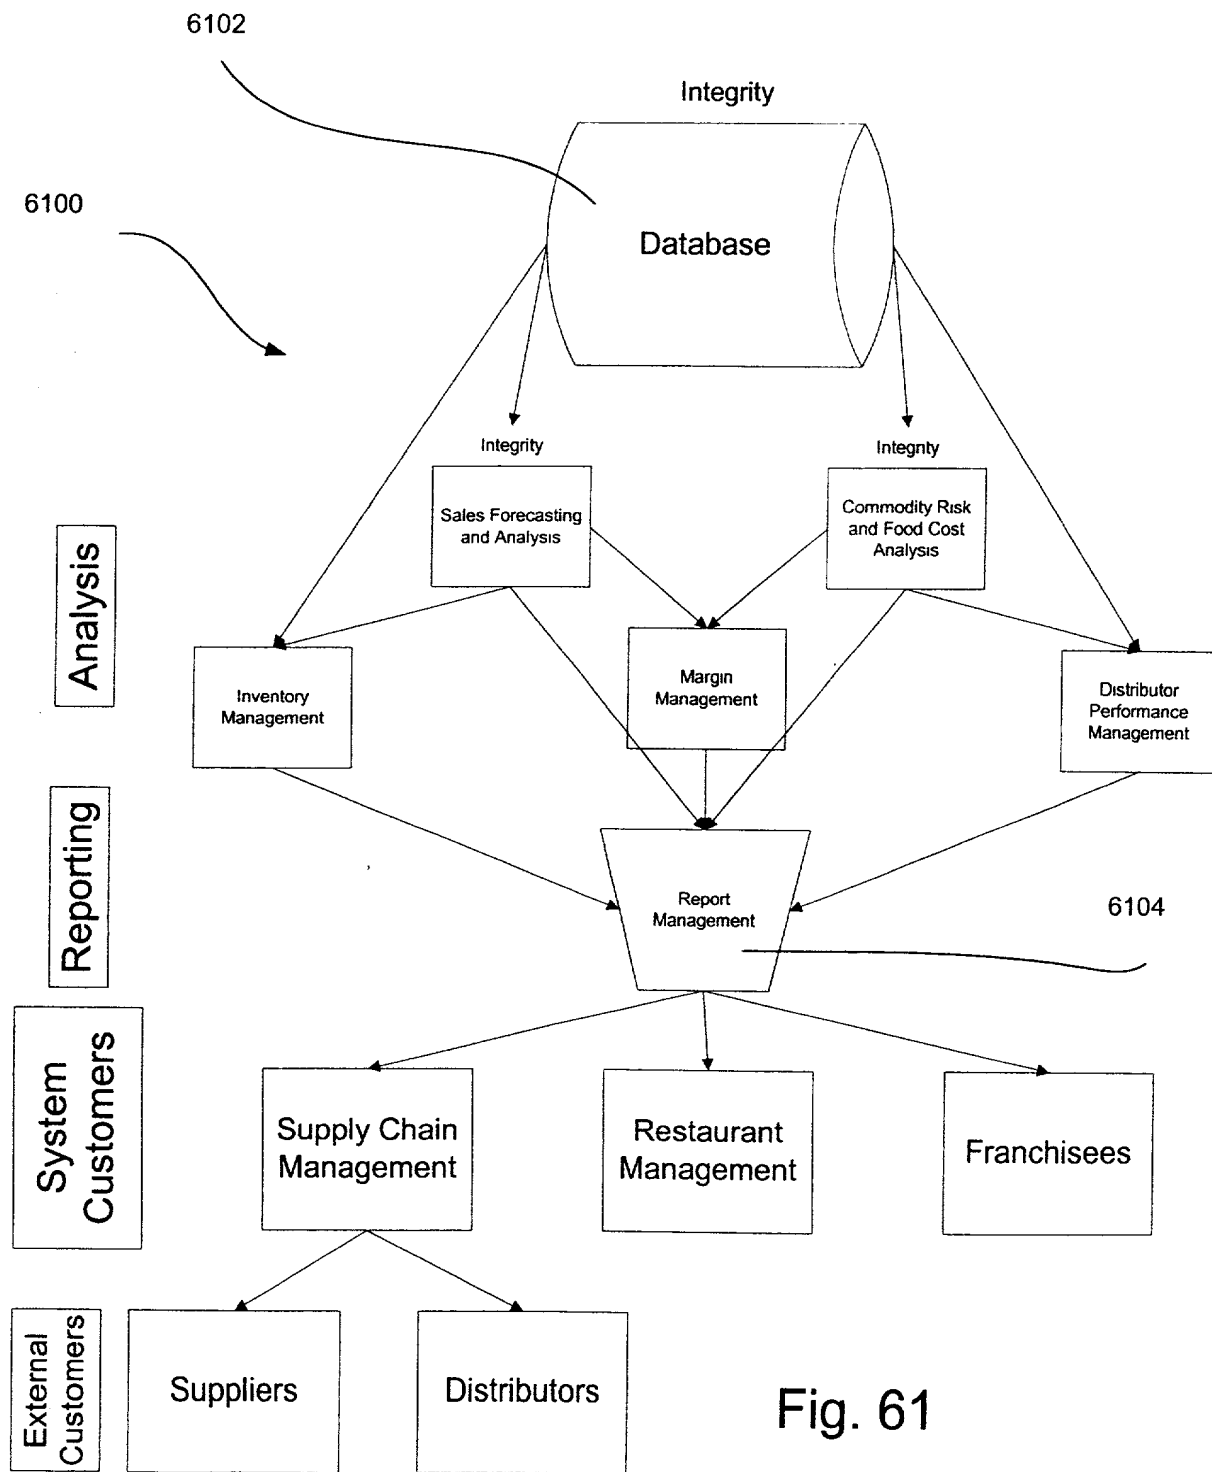 6102
Integrity
6100
Database
Integrity
Integrity
Sales Forecasting
and Analysis
Commodity Risk
and Food Cost
Analysis
Analysis
Inventory
Management
Margin
Management
Distributor
Performance
Management
Reporting
Report
Management
6104
System
Customers
Supply Chain
Management
Restaurant
Management
Franchisees
External
Customers
Suppliers
Distributors
Fig. 61